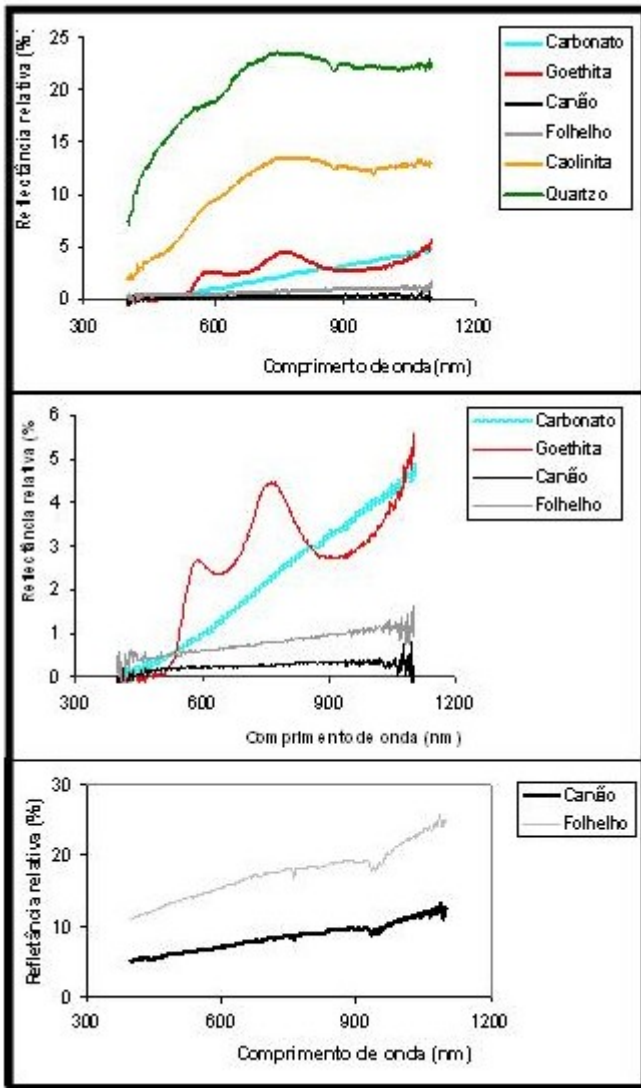 Reflectância relativa (%)
25
20
15
10
5
0
300
600
900
1200
Comprimento de onda (nm)
Carbonato
Goethita
Carvão
Folhelho
Caolinita
Quartzo
Reflectância relativa (%
6
5
4
3
2
1
0
300
600
900
1200
Comprimento de onda (nm)
Carbonato
Goethita
Carvão
Folhelho
Refletância relativa (%)
30
20
10
0
300
600
900
1200
Comprimento de onda (nm)
Carvão
Folhelho